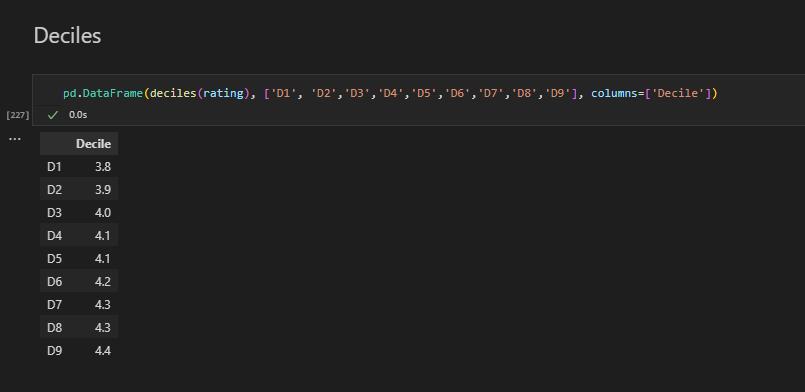 Deciles
pd.DataFrame(deciles(rating), ['D1', 'D2','D3','D4','D5','D6','D7','D8','D9'], columns=['Decile'])
[227]
0.0s
...
Decile
D1 3.8
D2 3.9
D3 4.0
D4 4.1
D5 4.1
D6 4.2
D7 4.3
D8 4.3
D9 4.4